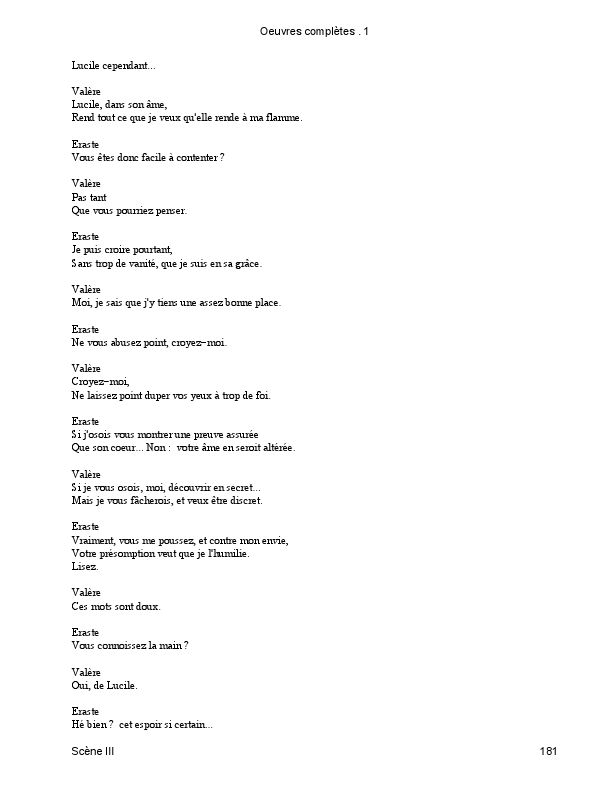 Oeuvres complètes . 1
Lucile cependant...
Valère
Lucile, dans son âme,
Rend tout ce que je veux qu'elle rende à ma flamme.
Eraste
Vous êtes donc facile à contenter ?
Valère
Pas tant
Que vous pourriez penser.
Eraste
Je puis croire pourtant,
Sans trop de vanité, que je suis en sa grâce.
Valère
Moi, je sais que j'y tiens une assez bonne place.
Eraste
Ne vous abusez point, croyez−moi.
Valère
Croyez−moi,
Ne laissez point duper vos yeux à trop de foi.
Eraste
Si j'osois vous montrer une preuve assurée
Que son coeur... Non :  votre âme en seroit altérée.
Valère
Si je vous osois, moi, découvrir en secret...
Mais je vous fâcherois, et veux être discret.
Eraste
Vraiment, vous me poussez, et contre mon envie,
Votre présomption veut que je l'humilie.
Lisez.
Valère
Ces mots sont doux.
Eraste
Vous connoissez la main ?
Valère
Oui, de Lucile.
Eraste
Hé bien ?  cet espoir si certain...
Scène III
181